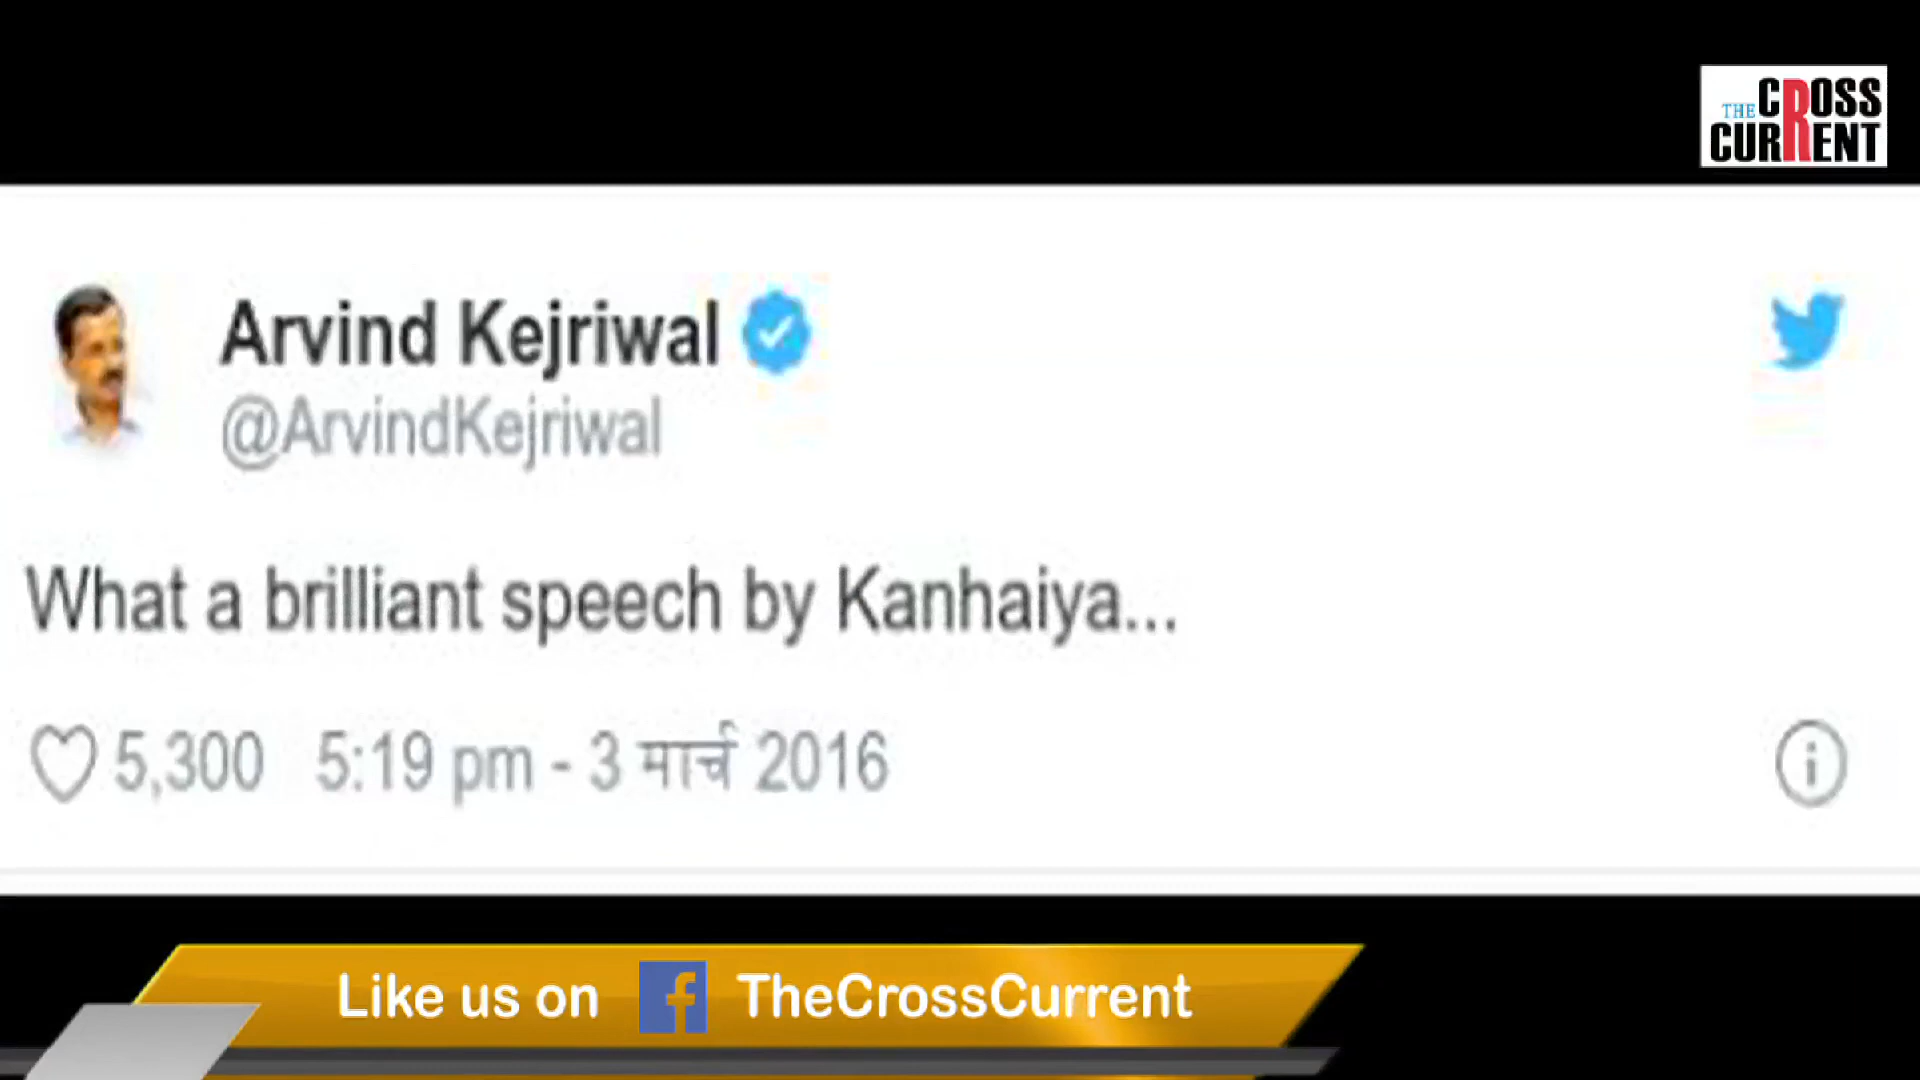 THE CROSS
CURRENT
Arvind Kejriwal
@ArvindKejriwal
What a brilliant speech by Kanhaiya...
5,300 5:19 pm - 3 मार्च 2016
Like us on f TheCrossCurrent